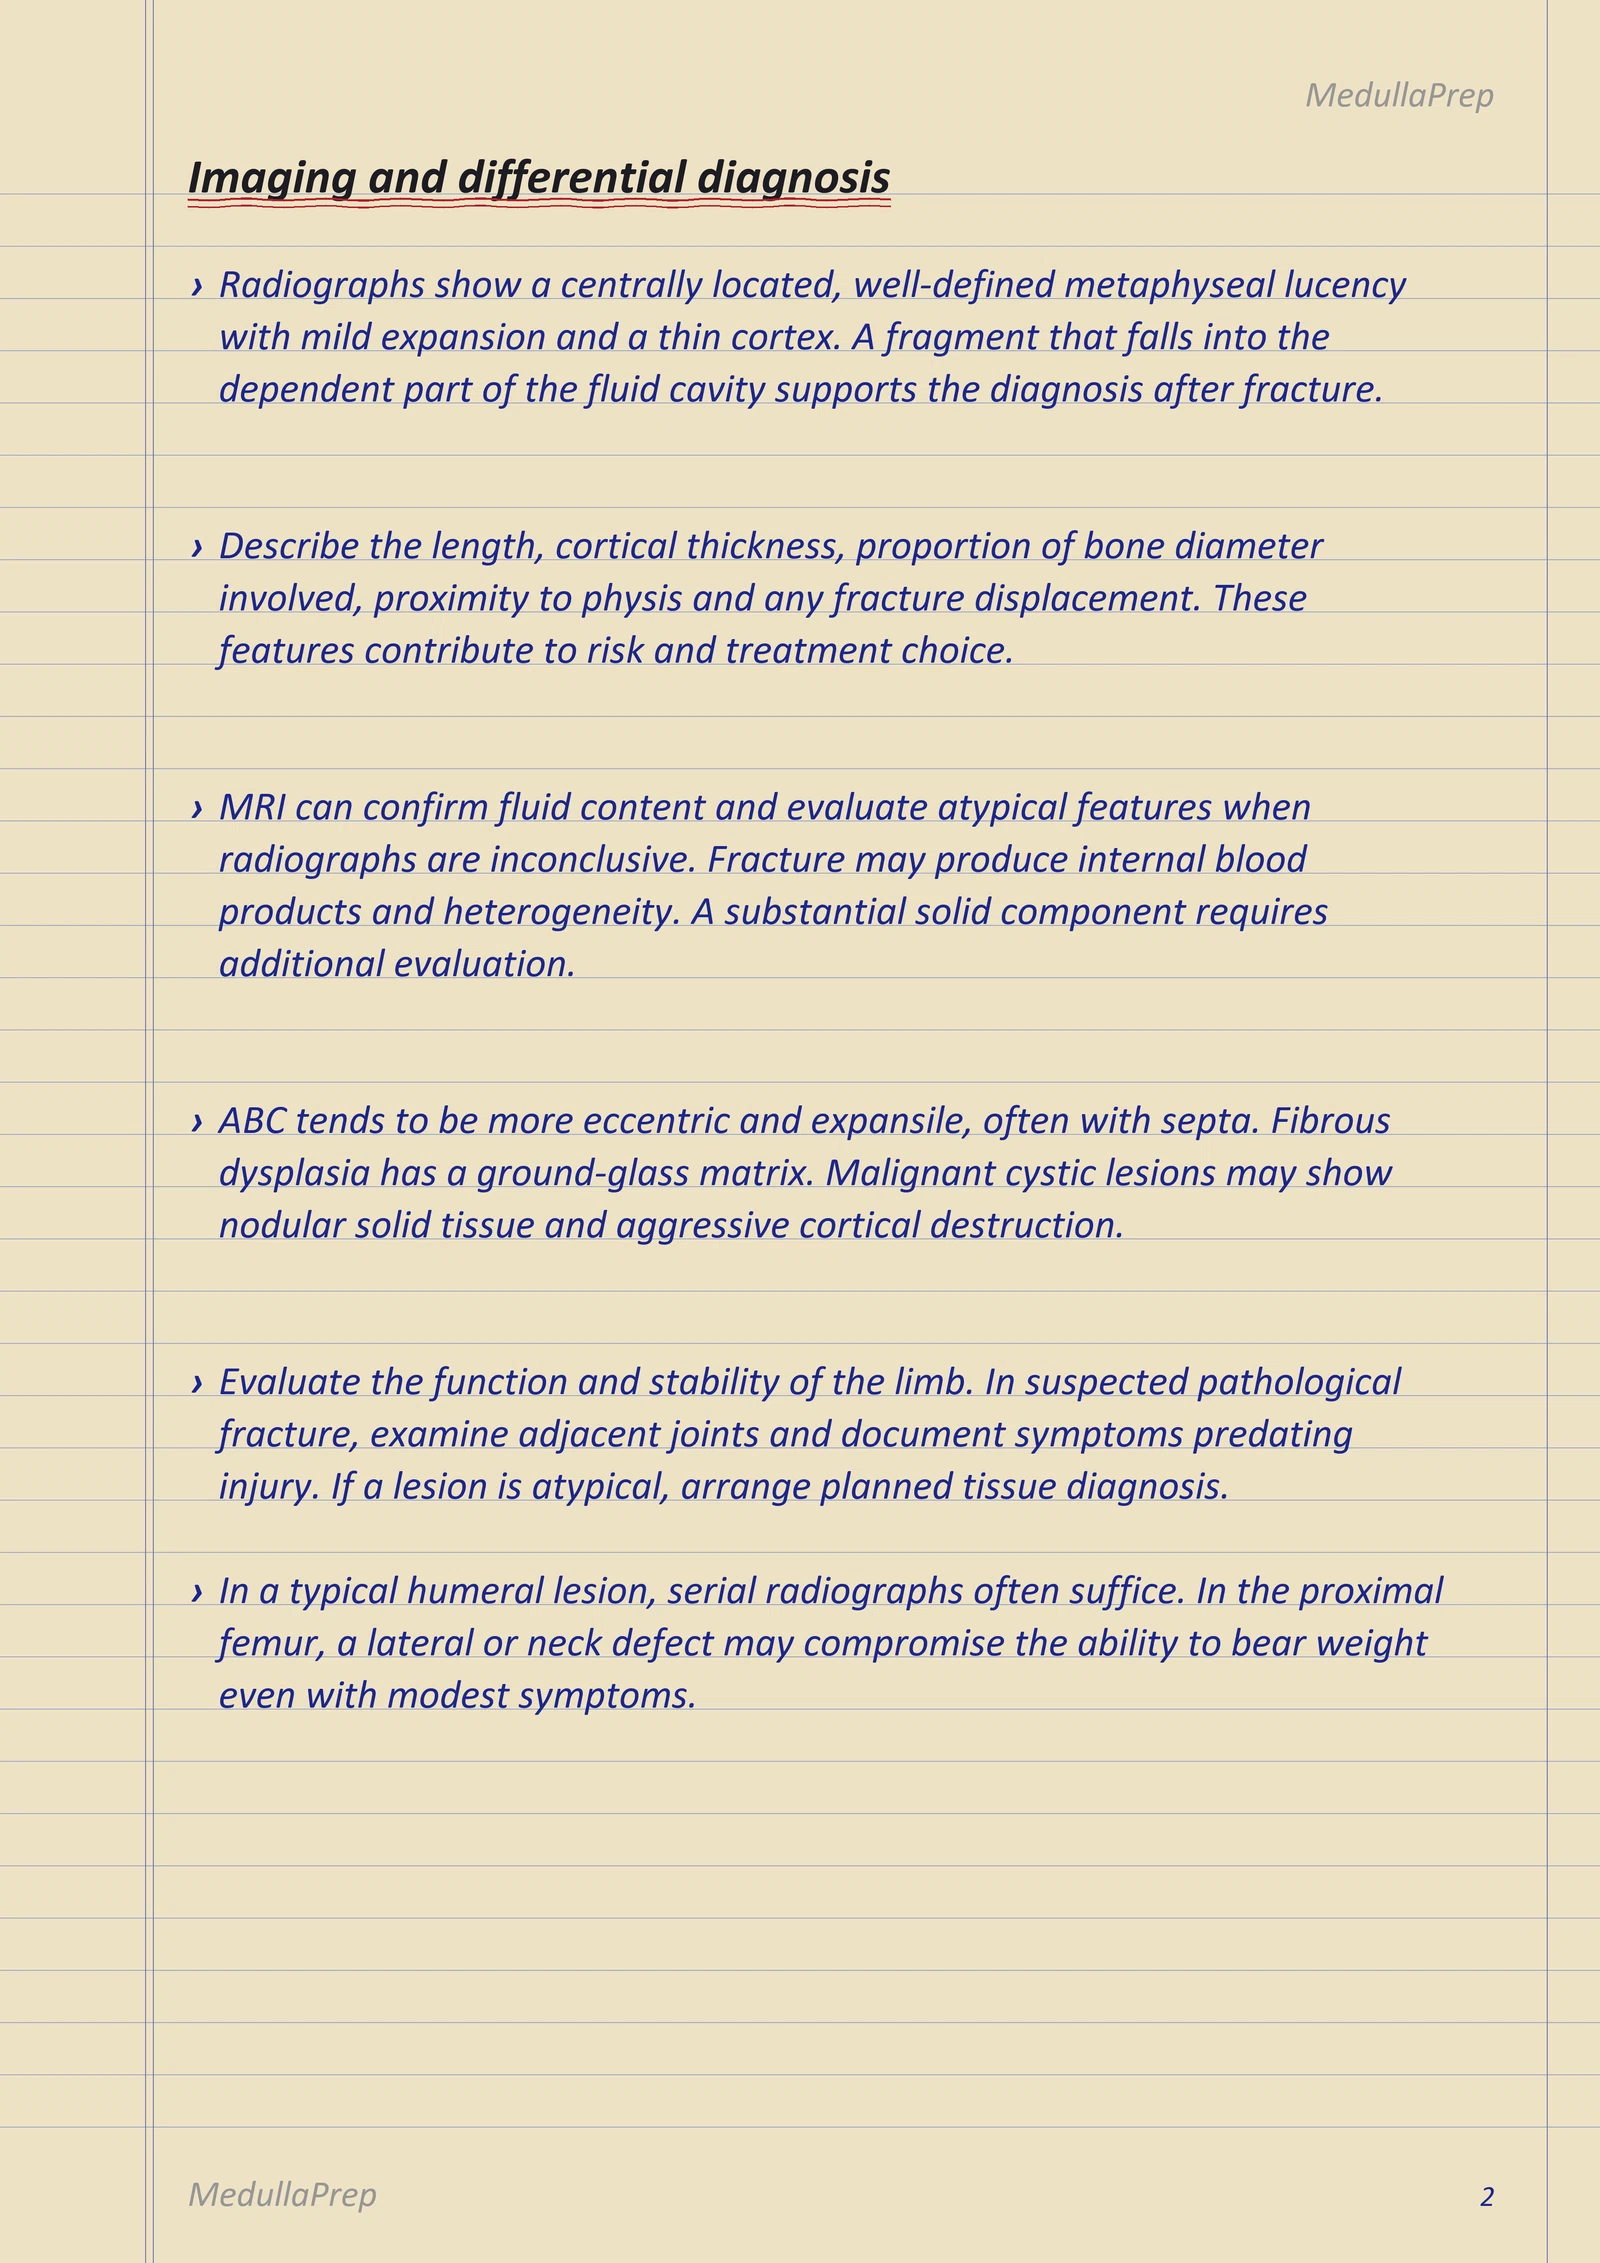 MedullaPrep
Imaging and differential diagnosis
› Radiographs show a centrally located, well-defined metaphyseal lucency
with mild expansion and a thin cortex. A fragment that falls into the
dependent part of the fluid cavity supports the diagnosis after fracture.
› Describe the length, cortical thickness, proportion of bone diameter
involved, proximity to physis and any fracture displacement. These
features contribute to risk and treatment choice.
› MRI can confirm fluid content and evaluate atypical features when
radiographs are inconclusive. Fracture may produce internal blood
products and heterogeneity. A substantial solid component requires
additional evaluation.
› ABC tends to be more eccentric and expansile, often with septa. Fibrous
dysplasia has a ground-glass matrix. Malignant cystic lesions may show
nodular solid tissue and aggressive cortical destruction.
› Evaluate the function and stability of the limb. In suspected pathological
fracture, examine adjacent joints and document symptoms predating
injury. If a lesion is atypical, arrange planned tissue diagnosis.
› In a typical humeral lesion, serial radiographs often suffice. In the proximal
femur, a lateral or neck defect may compromise the ability to bear weight
even with modest symptoms.
MedullaPrep
2